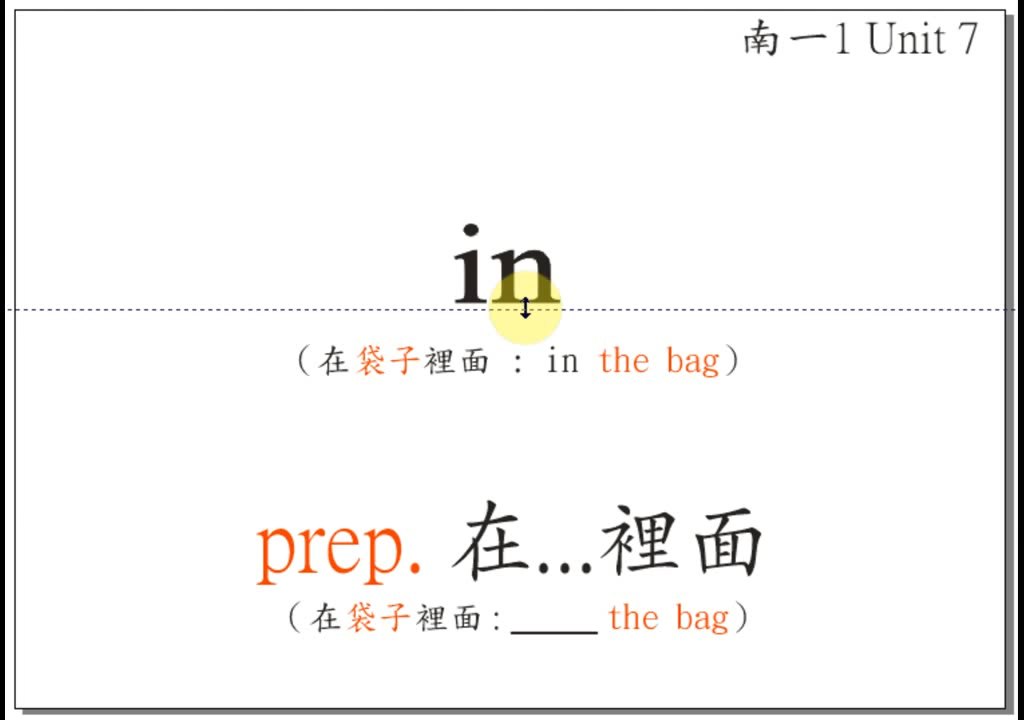 南一1 Unit 7
in
（在袋子裡面 : in the bag）
prep. 在...裡面
（在袋子裡面:_____ the bag）